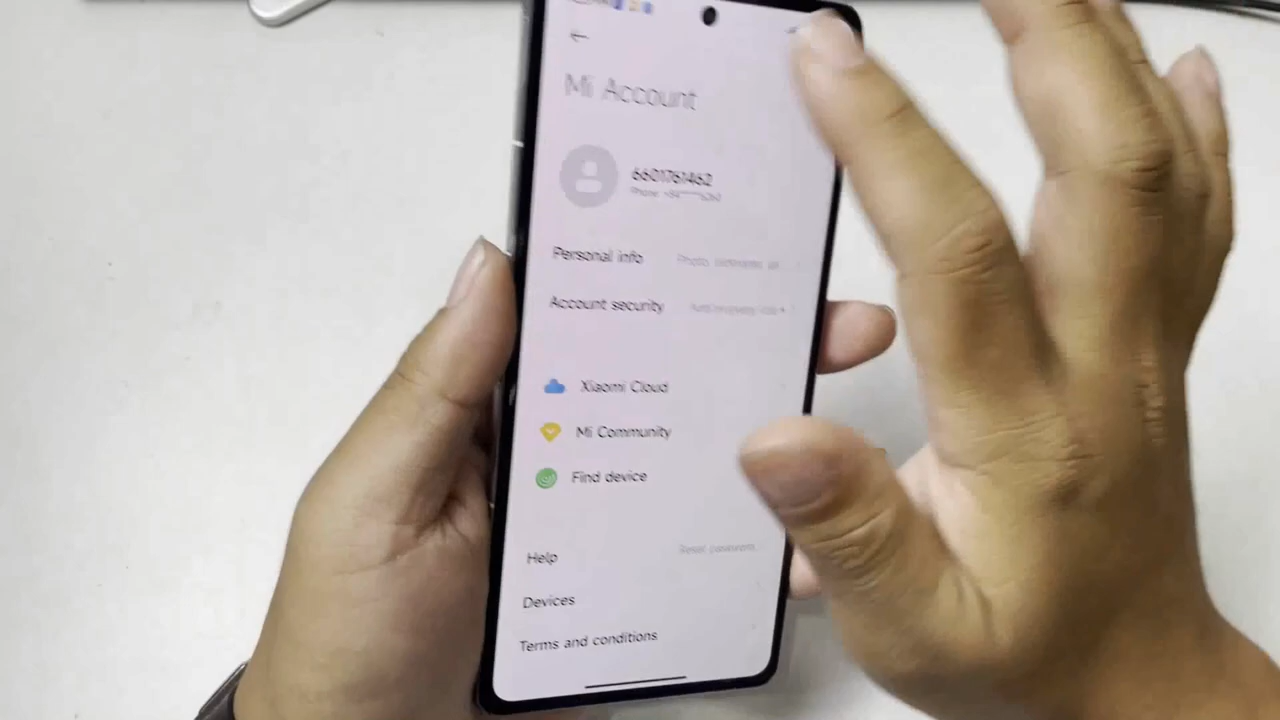 Mi Account
6601761462
Personal info
Account security
Xiaomi Cloud
Mi Community
Find device
Help
Devices
Terms and conditions